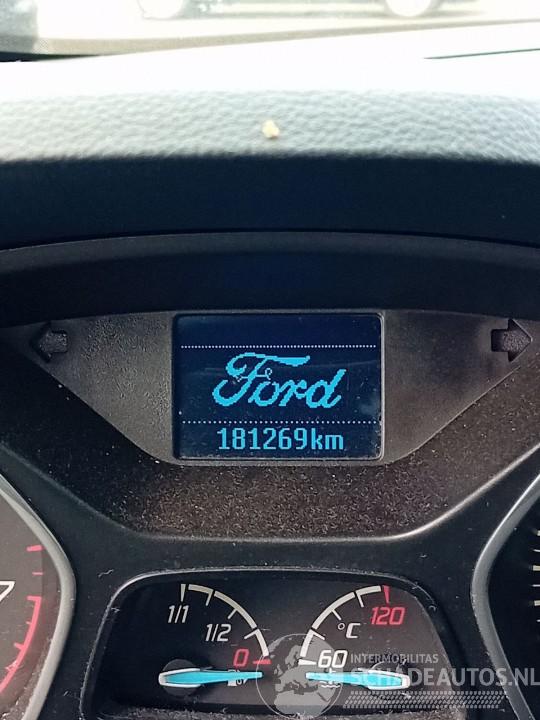 Ford
181269km
1/1 1/2 0
120 °C 60
INTERMOBILITAS
SCHADEAUTOS.NL